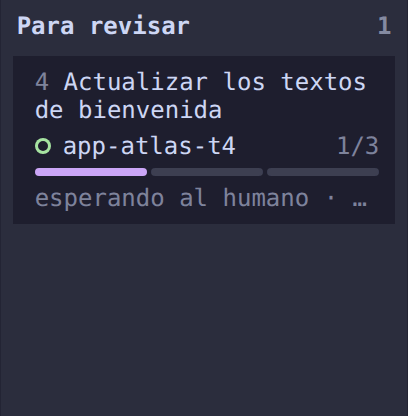 Para revisar 1
4 Actualizar los textos
de bienvenida
app-atlas-t4 1/3
esperando al humano · …